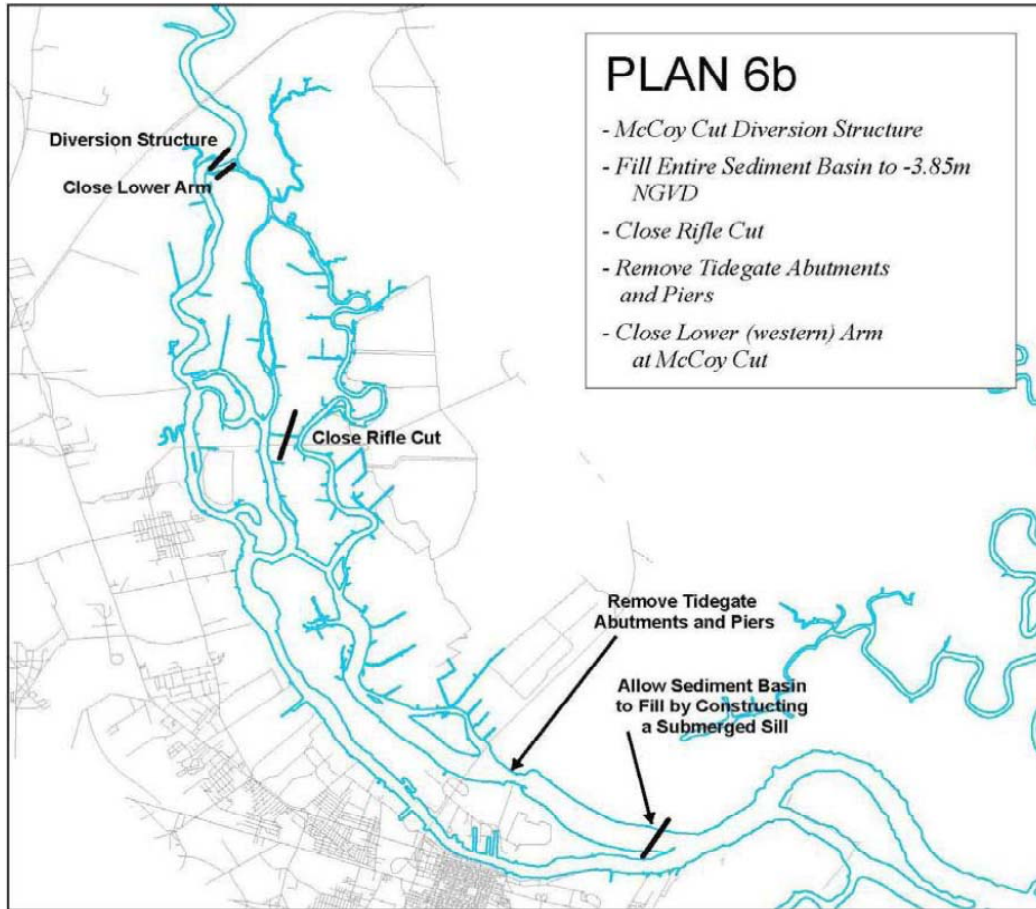 PLAN 6b
- McCoy Cut Diversion Structure
- Fill Entire Sediment Basin to -3.85m
NGVD
- Close Rifle Cut
- Remove Tidegate Abutments
and Piers
- Close Lower (western) Arm
at McCoy Cut
Diversion Structure
Close Lower Arm
Close Rifle Cut
Remove Tidegate
Abutments and Piers
Allow Sediment Basin
to Fill by Constructing
a Submerged Sill